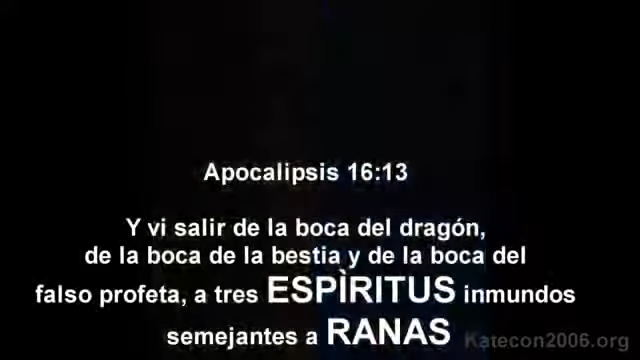 Apocalipsis 16:13
Y vi salir de la boca del dragón,
de la boca de la bestia y de la boca del
falso profeta, a tres ESPÌRITUS inmundos
semejantes a RANAS
Katecon2006.org